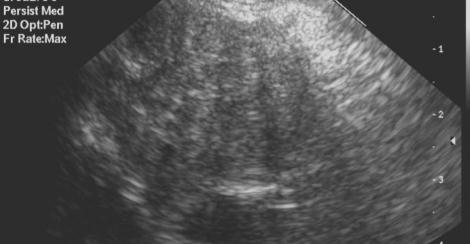 Persist Med
2D Opt:Pen
Fr Rate:Max
-1
-2
-3